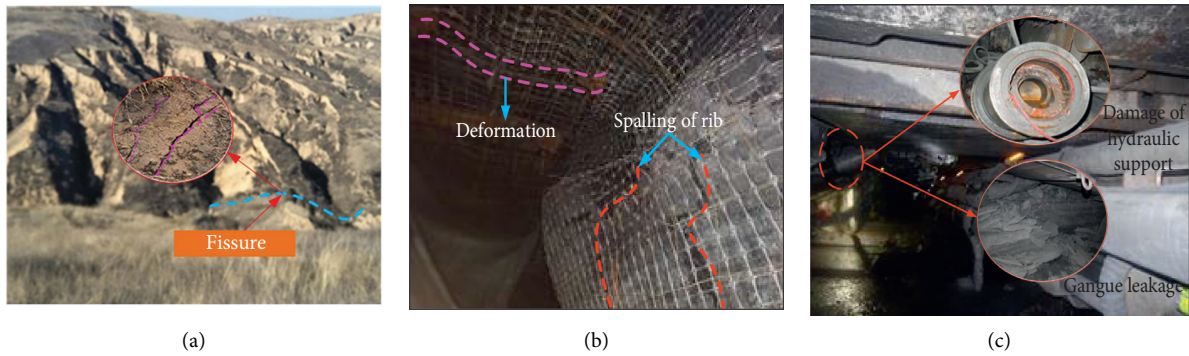 Fissure
Deformation
Spalling of rib
Damage of
hydraulic
support
Gangue leakage
(a)
(b)
(c)